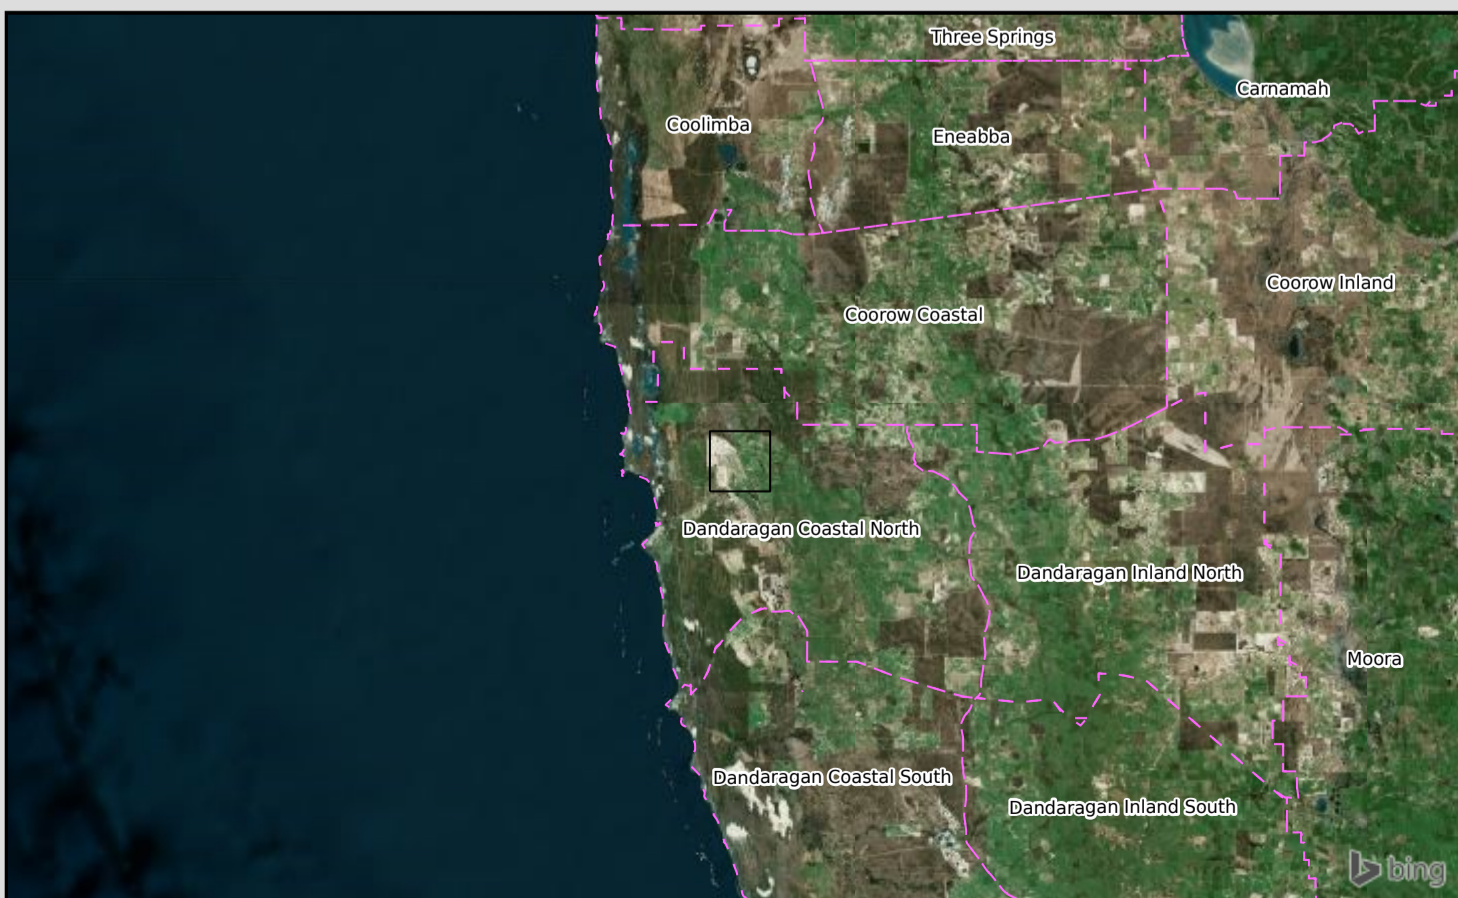 Three Springs
Carnamah
Coolimba
Eneabba
Coorow Inland
Coorow Coastal
Dandaragan Coastal North
Dandaragan Inland North
Moora
Dandaragan Coastal South
Dandaragan Inland South
bing